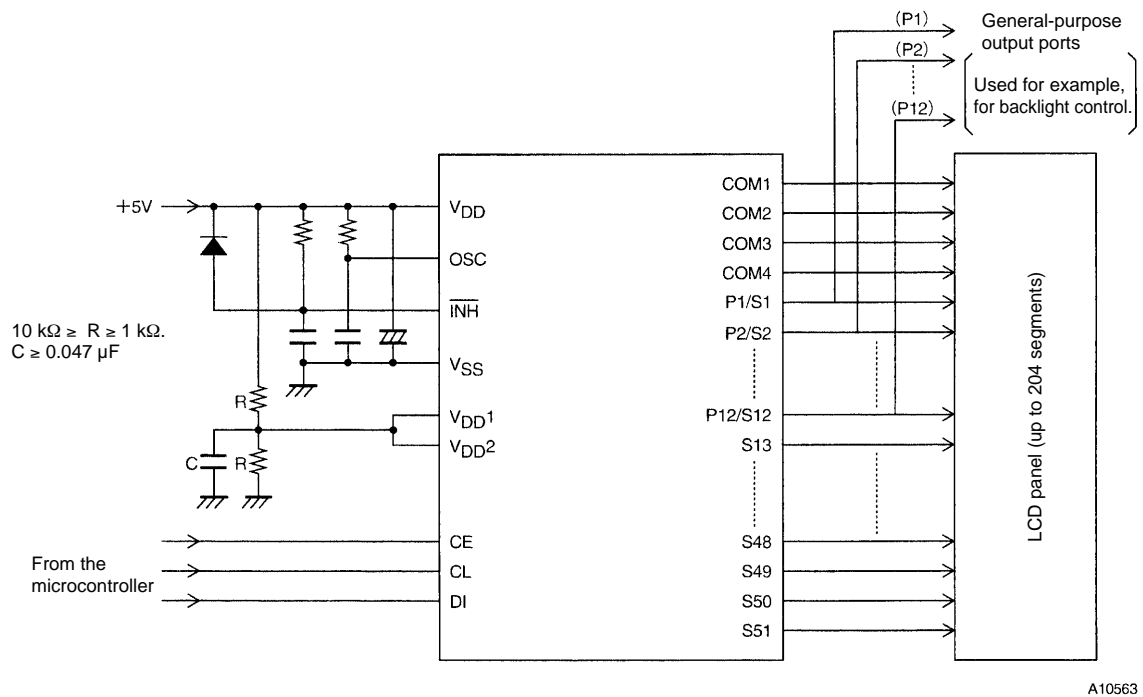 (P1)
General-purpose
output ports
(P2)
(P12)
Used for example,
for backlight control.
+5V
VDD
OSC
INH
10 kΩ ≥ R ≥ 1 kΩ.
C ≥ 0.047 µF
VSS
R
VDD1
VDD2
C
R
From the
microcontroller
CE
CL
DI
COM1
COM2
COM3
COM4
P1/S1
P2/S2
P12/S12
S13
S48
S49
S50
S51
LCD panel (up to 204 segments)
A10563